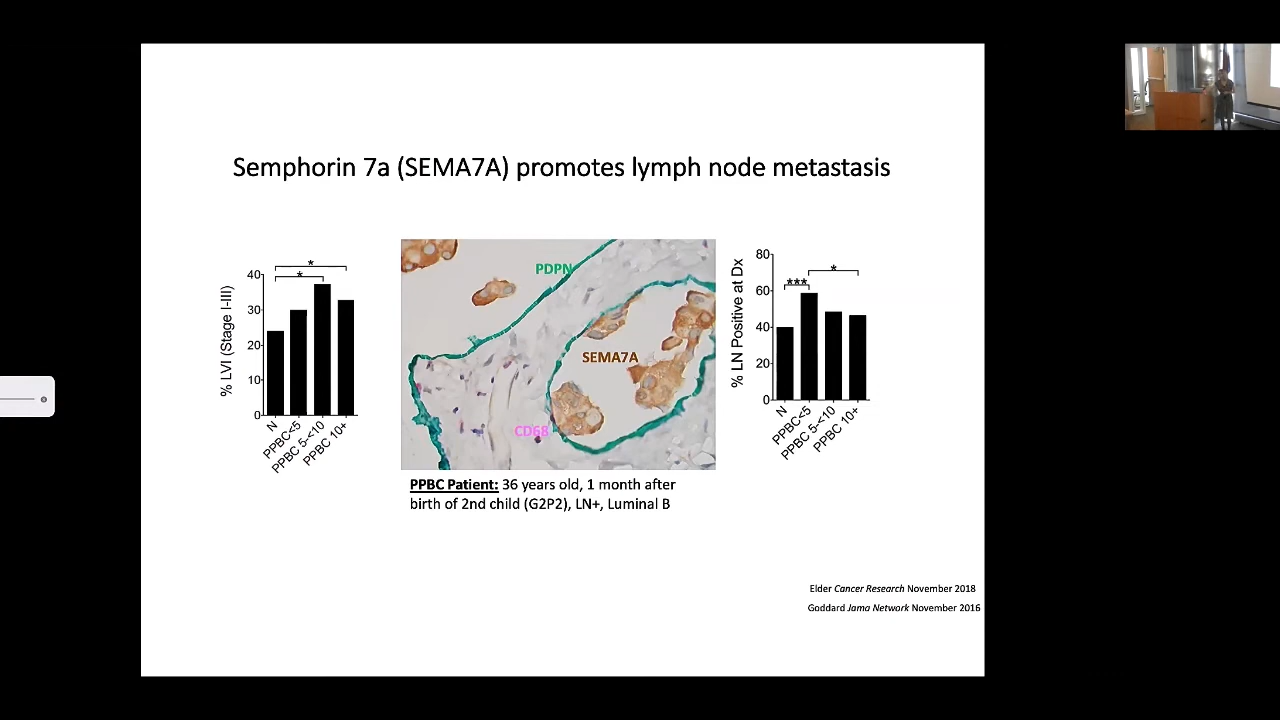 Semphorin 7a (SEMA7A) promotes lymph node metastasis
% LVI (Stage I-III)
40
30
20
10
0
*
*
N
PPBC<5
PPBC 5-<10
PPBC 10+
PDPN
SEMA7A
CD68
% LN Positive at Dx
80
60
40
20
0
***
*
N
PPBC<5
PPBC 5-<10
PPBC 10+
PPBC Patient: 36 years old, 1 month after
birth of 2nd child (G2P2), LN+, Luminal B
Elder Cancer Research November 2018
Goddard Jama Network November 2016